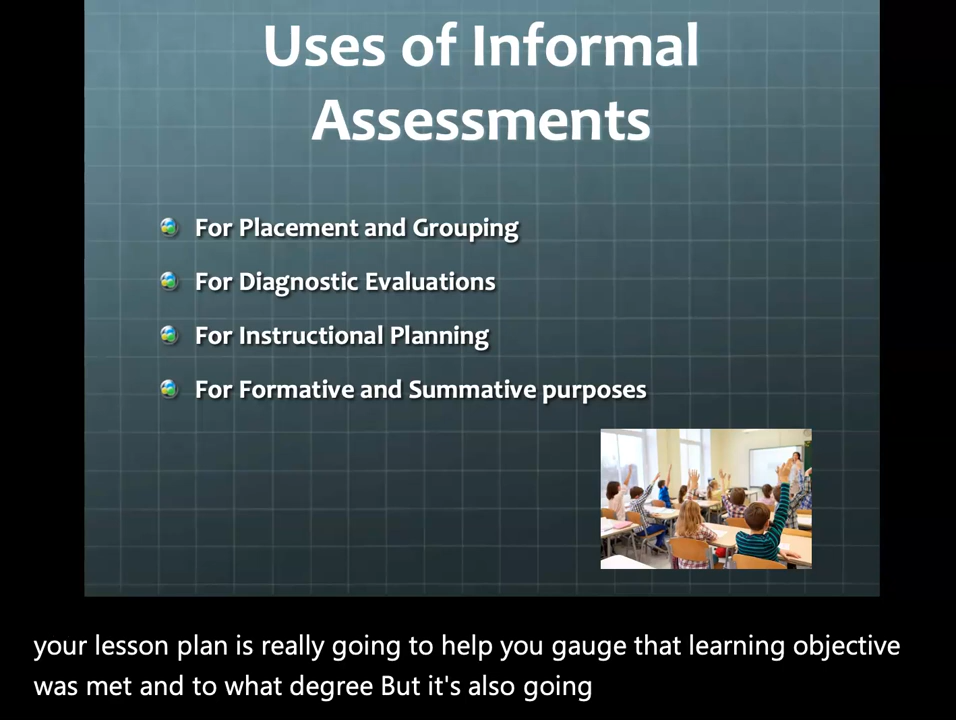 Uses of Informal
Assessments
For Placement and Grouping
For Diagnostic Evaluations
For Instructional Planning
For Formative and Summative purposes
your lesson plan is really going to help you gauge that learning objective
was met and to what degree But it's also going